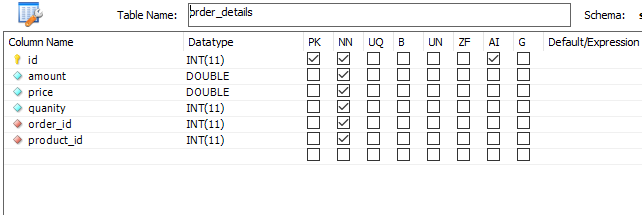 Table Name: order_details Schema: s
Column Name Datatype PK NN UQ B UN ZF AI G Default/Expression
id INT(11)
amount DOUBLE
price DOUBLE
quanity INT(11)
order_id INT(11)
product_id INT(11)